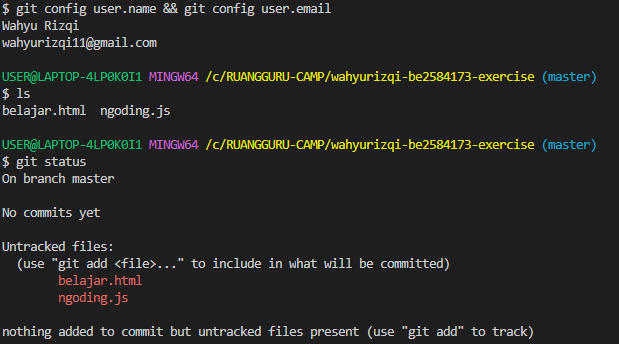 $ git config user.name && git config user.email
Wahyu Rizqi
wahyurizqi11@gmail.com
USER@LAPTOP-4LP0K0I1 MINGW64 /c/RUANGGURU-CAMP/wahyurizqi-be2584173-exercise (master)
$ ls
belajar.html  ngoding.js
USER@LAPTOP-4LP0K0I1 MINGW64 /c/RUANGGURU-CAMP/wahyurizqi-be2584173-exercise (master)
$ git status
On branch master
No commits yet
Untracked files:
  (use "git add <file>..." to include in what will be committed)
        belajar.html
        ngoding.js
nothing added to commit but untracked files present (use "git add" to track)